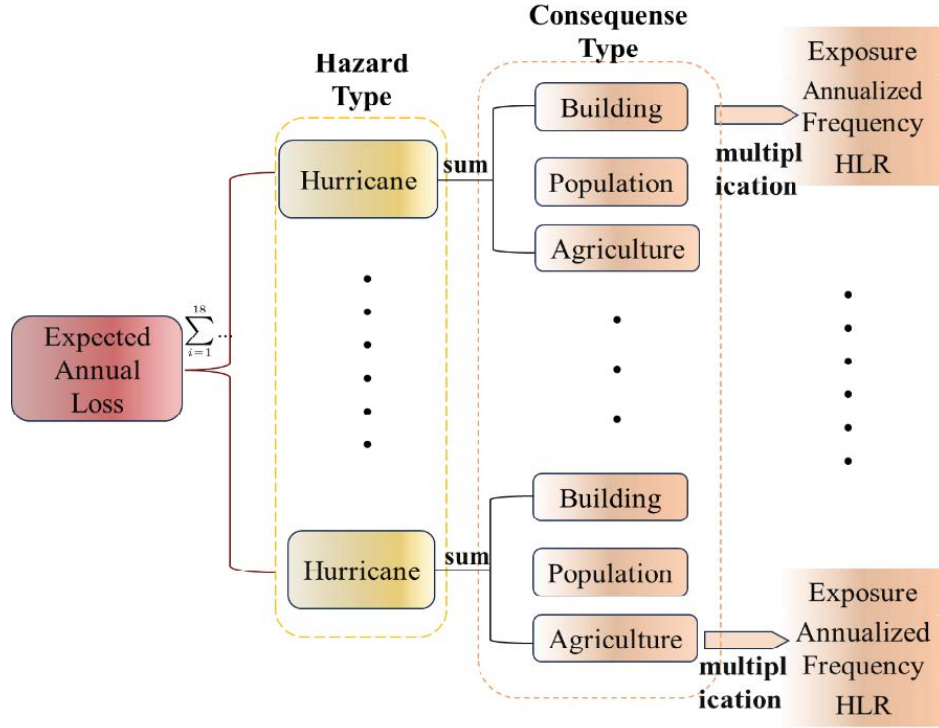 Consequense
Type
Hazard
Type
Expected
Annual
Loss
18
∑...
i=1
Hurricane
sum
Building
Population
Agriculture
multipl
ication
Exposure
Annualized
Frequency
HLR
Hurricane
sum
Building
Population
Agriculture
multipl
ication
Exposure
Annualized
Frequency
HLR